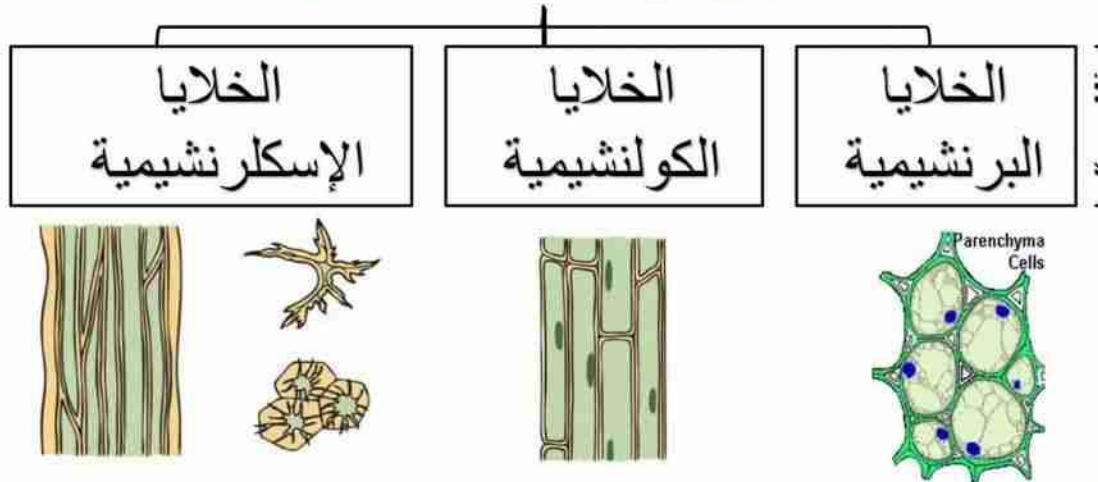 الخلايا
البرنشيمية
الخلايا
الكولنشيمية
الخلايا
الإسكلرنشيمية
Parenchyma
Cells